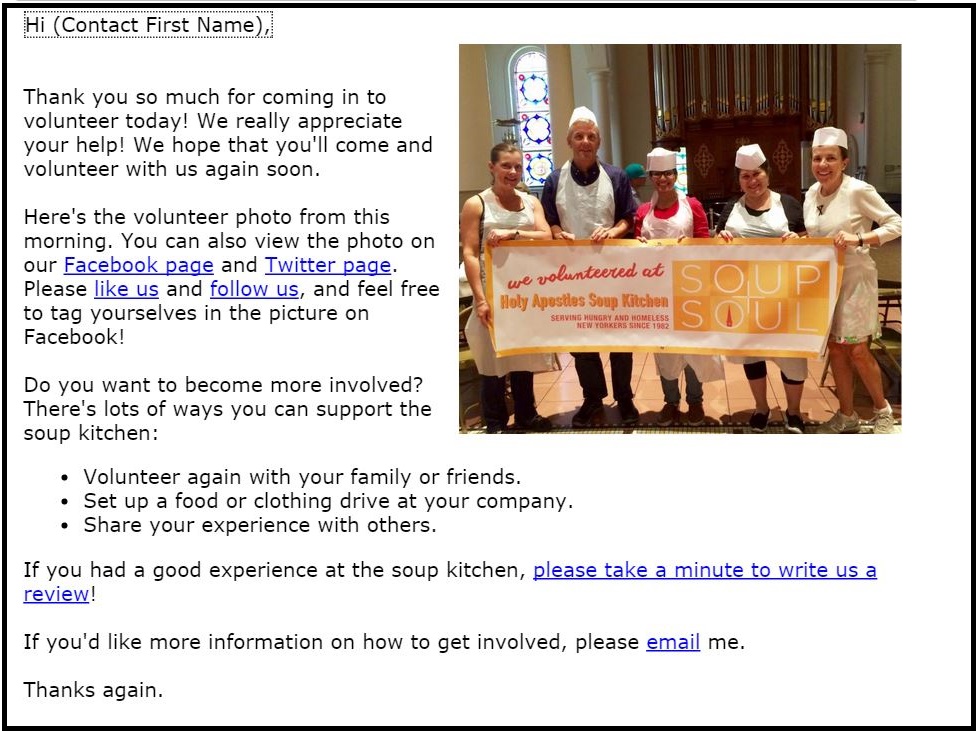 Hi (Contact First Name),
Thank you so much for coming in to
volunteer today! We really appreciate
your help! We hope that you'll come and
volunteer with us again soon.
Here's the volunteer photo from this
morning. You can also view the photo on
our Facebook page and Twitter page.
Please like us and follow us, and feel free
to tag yourselves in the picture on
Facebook!
Do you want to become more involved?
There's lots of ways you can support the
soup kitchen:
we volunteered at
Holy Apostles Soup Kitchen
SERVING HUNGRY AND HOMELESS
NEW YORKERS SINCE 1982
SOUP
SOUL
• Volunteer again with your family or friends.
• Set up a food or clothing drive at your company.
• Share your experience with others.
If you had a good experience at the soup kitchen, please take a minute to write us a
review!
If you'd like more information on how to get involved, please email me.
Thanks again.